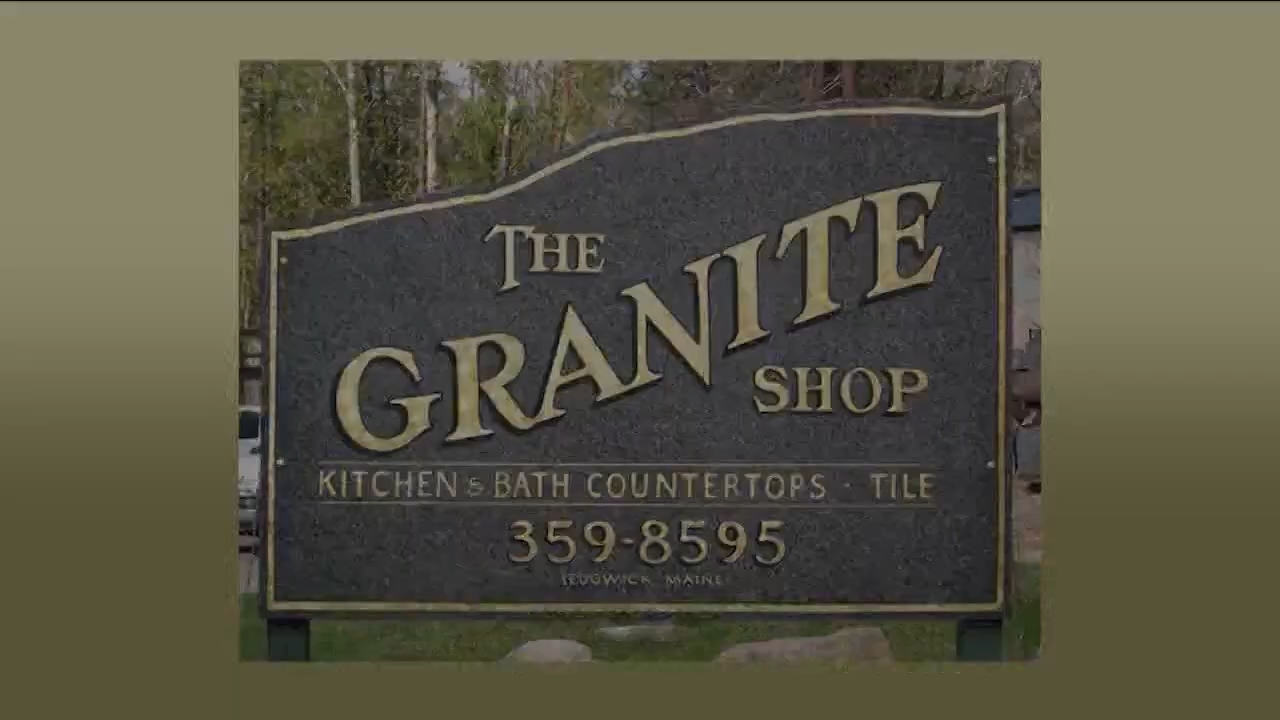 THE
GRANITE
SHOP
KITCHEN & BATH COUNTERTOPS · TILE
359-8595
SEDGWICK MAINE